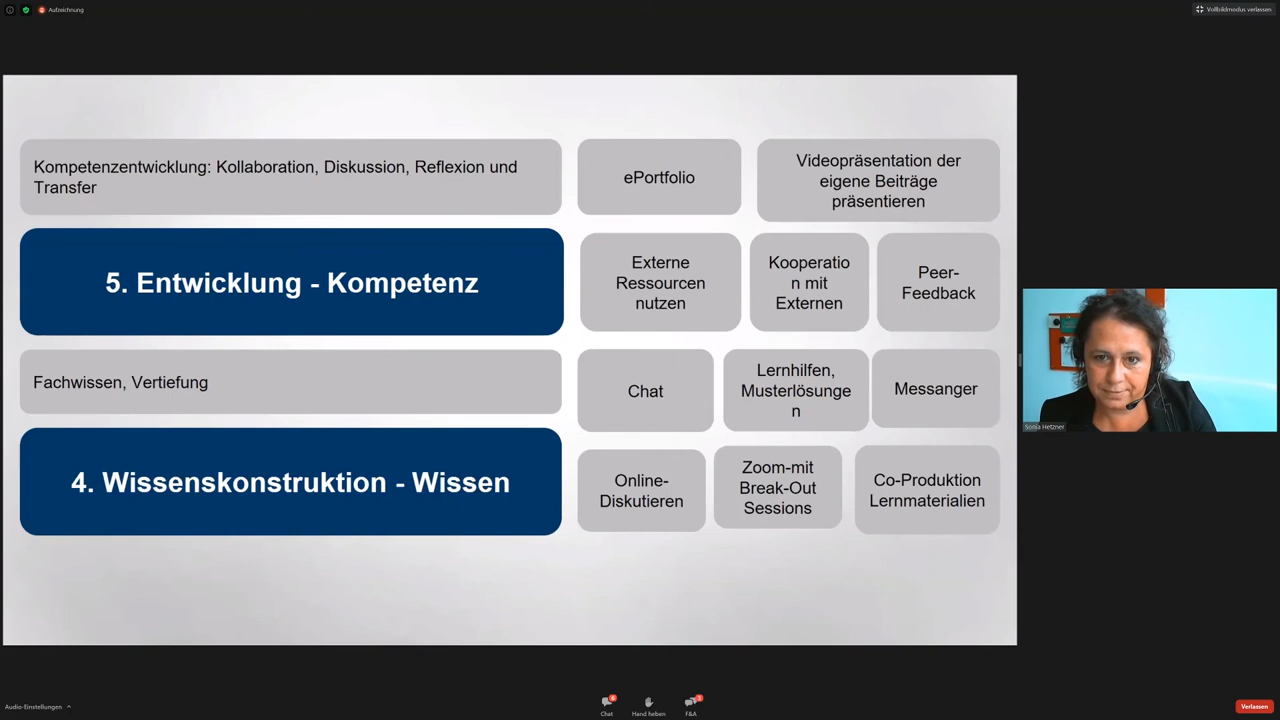 Aufzeichnung
Vollbildmodus verlassen
Kompetenzentwicklung: Kollaboration, Diskussion, Reflexion und
Transfer
ePortfolio
Videopräsentation der
eigene Beiträge
präsentieren
5. Entwicklung - Kompetenz
Externe
Ressourcen
nutzen
Kooperatio
n mit
Externen
Peer-
Feedback
Fachwissen, Vertiefung
Chat
Lernhilfen,
Musterlösunge
n
Messanger
4. Wissenskonstruktion - Wissen
Online-
Diskutieren
Zoom-mit
Break-Out
Sessions
Co-Produktion
Lernmaterialien
Sonia Hetzner
Audio-Einstellungen
Chat
Hand heben
F&A
Verlassen